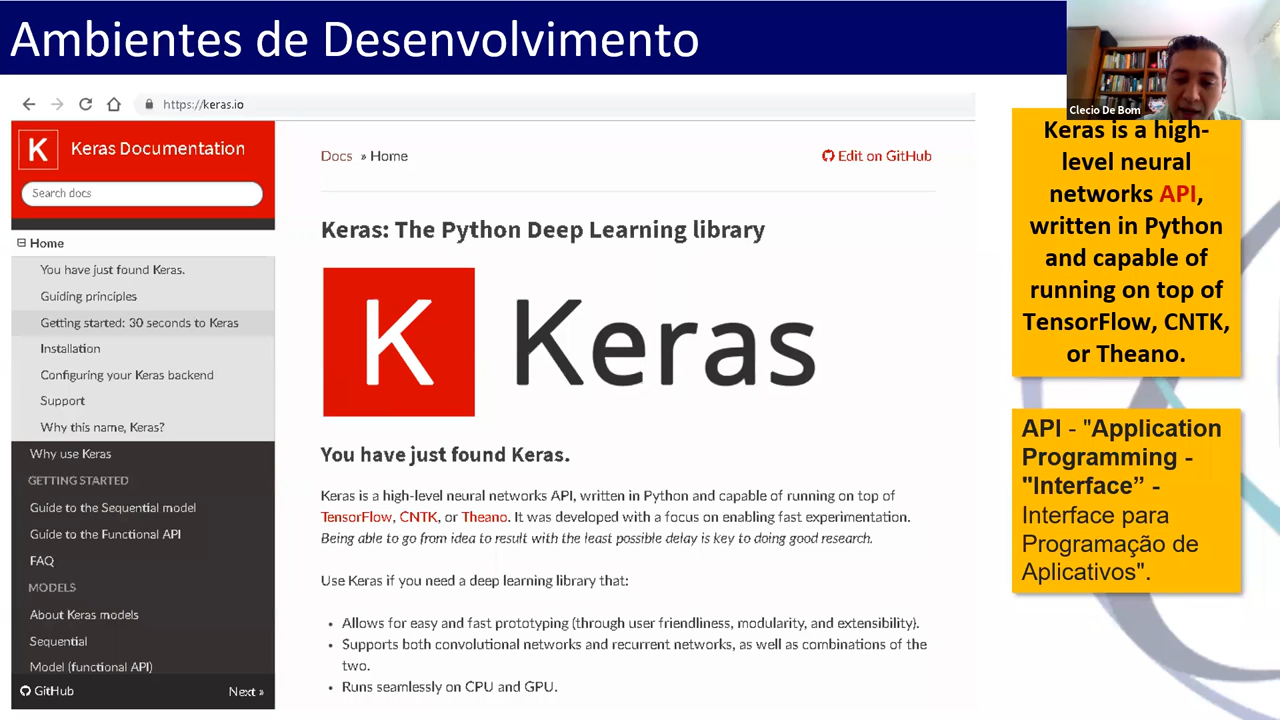 Ambientes de Desenvolvimento
Clecio De Bom
https://keras.io
K Keras Documentation
Search docs
Home
You have just found Keras.
Guiding principles
Getting started: 30 seconds to Keras
Installation
Configuring your Keras backend
Support
Why this name, Keras?
Why use Keras
GETTING STARTED
Guide to the Sequential model
Guide to the Functional API
FAQ
MODELS
About Keras models
Sequential
Model (functional API)
GitHub Next »
Docs » Home
Edit on GitHub
Keras: The Python Deep Learning library
K Keras
You have just found Keras.
Keras is a high-level neural networks API, written in Python and capable of running on top of
TensorFlow, CNTK, or Theano. It was developed with a focus on enabling fast experimentation.
Being able to go from idea to result with the least possible delay is key to doing good research.
Use Keras if you need a deep learning library that:
• Allows for easy and fast prototyping (through user friendliness, modularity, and extensibility).
• Supports both convolutional networks and recurrent networks, as well as combinations of the
two.
• Runs seamlessly on CPU and GPU.
Keras is a high-
level neural
networks API,
written in Python
and capable of
running on top of
TensorFlow, CNTK,
or Theano.
API - "Application
Programming -
"Interface” -
Interface para
Programação de
Aplicativos".